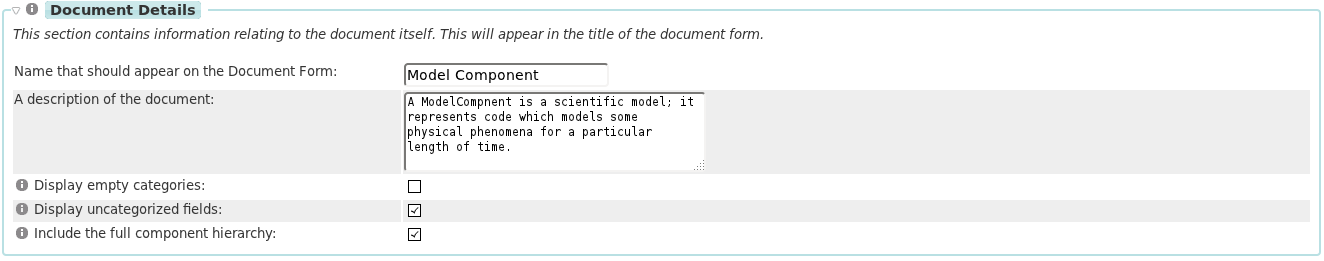 Document Details
This section contains information relating to the document itself. This will appear in the title of the document form.
Name that should appear on the Document Form:
Model Component
A description of the document:
A ModelCompnent is a scientific model; it
represents code which models some
physical phenomena for a particular
length of time.
Display empty categories:
Display uncategorized fields:
Include the full component hierarchy: